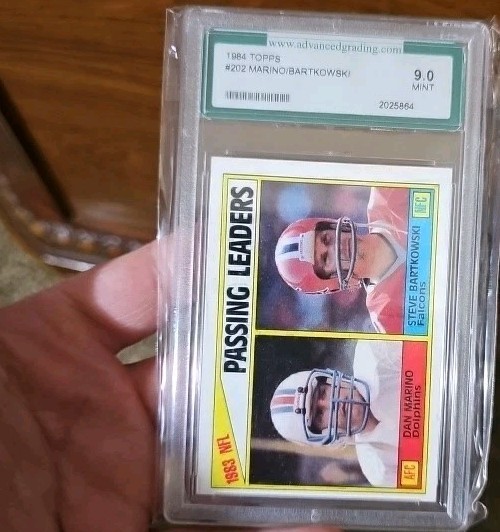 www.advancedgrading.com
1984 TOPPS
#202 MARINO/BARTKOWSKI
9.0
MINT
2025864
1983 NFL
PASSING LEADERS
AFC
DAN MARINO
Dolphins
STEVE BARTKOWSKI
Falcons
NFC